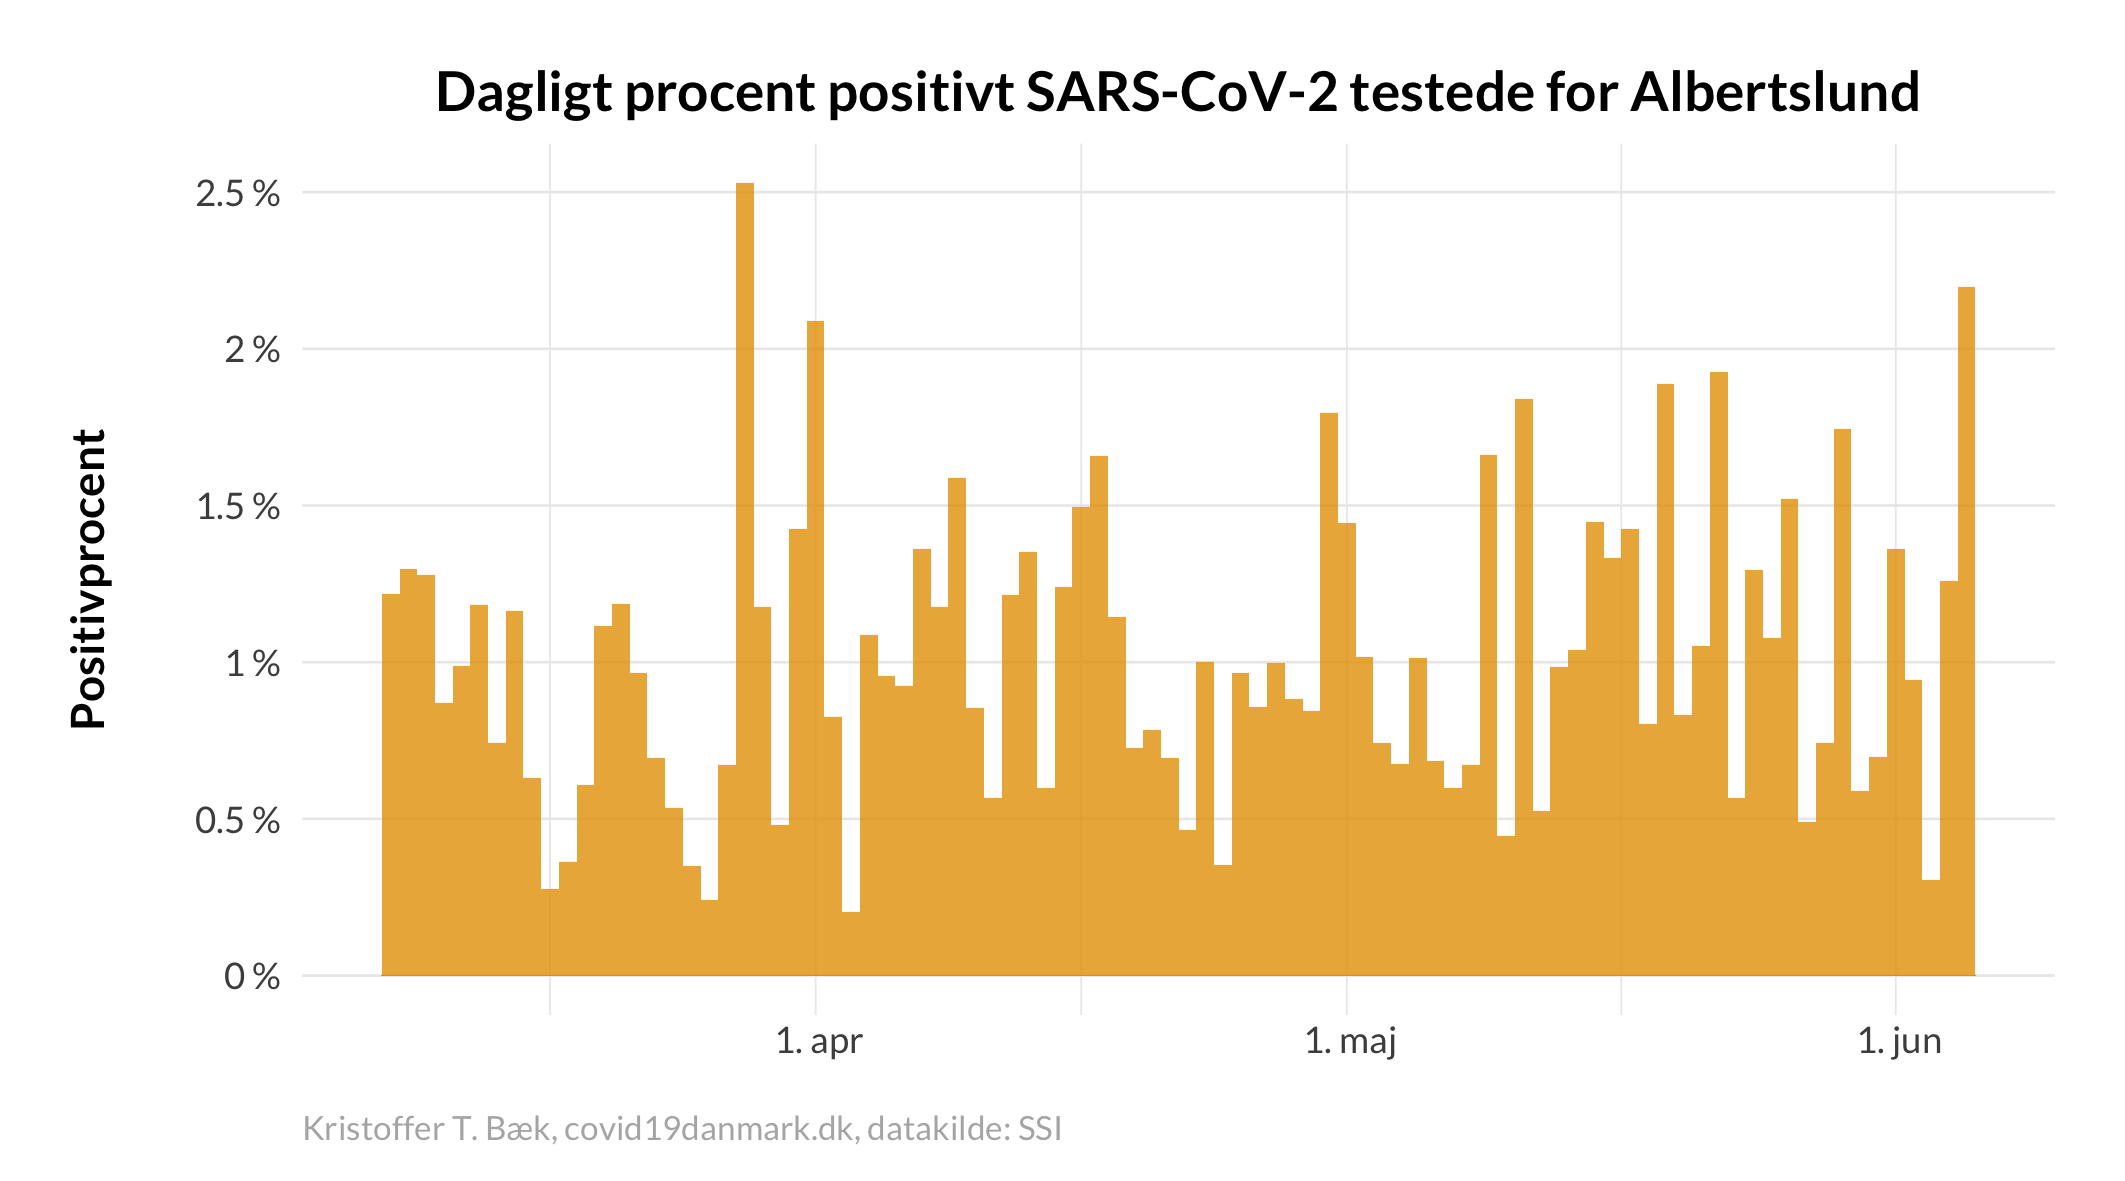 Dagligt procent positivt SARS-CoV-2 testede for Albertslund
Positivprocent
2.5 %
2 %
1.5 %
1 %
0.5 %
0 %
1. apr
1. maj
1. jun
Kristoffer T. Bæk, covid19danmark.dk, datakilde: SSI